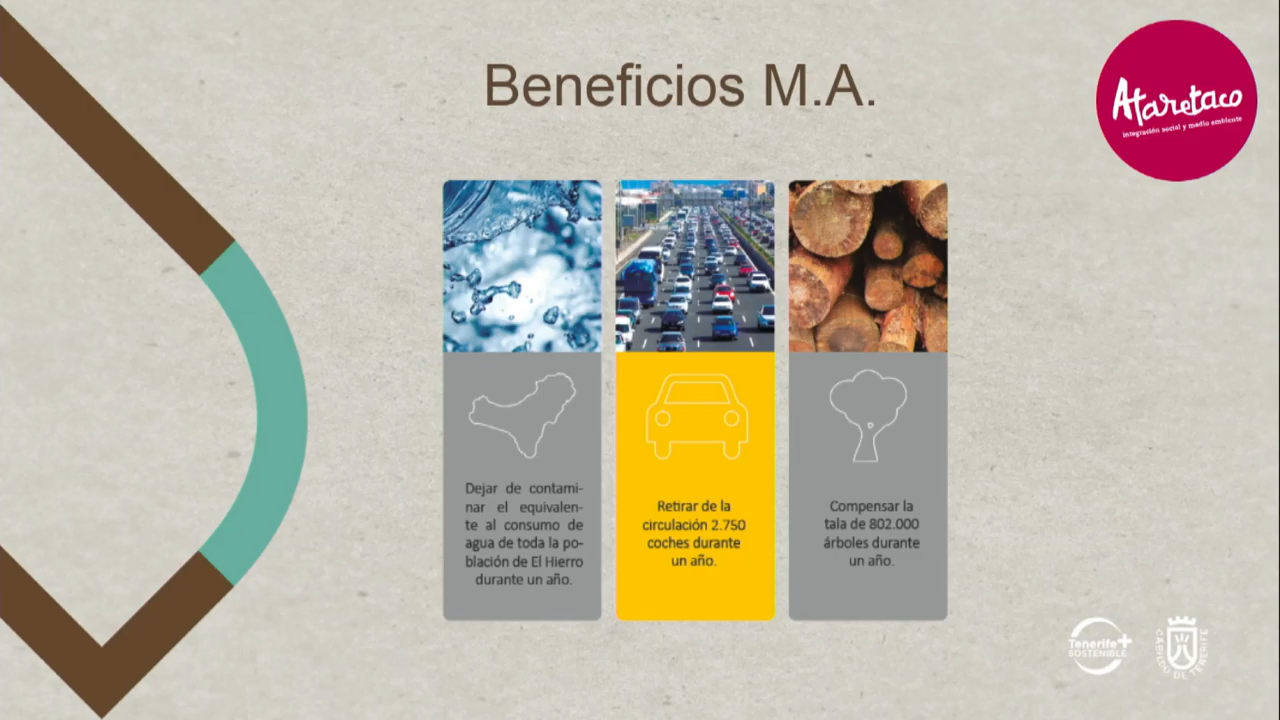 Beneficios M.A.
Ataretaco
integración social y medio ambiente
Dejar de contami-
nar el equivalen-
te al consumo de
agua de toda la po-
blación de El Hierro
durante un año.
Retirar de la
circulación 2.750
coches durante
un año.
Compensar la
tala de 802.000
árboles durante
un año.
Tenerife+
SOSTENIBLE
CABILDO DE TENERIFE